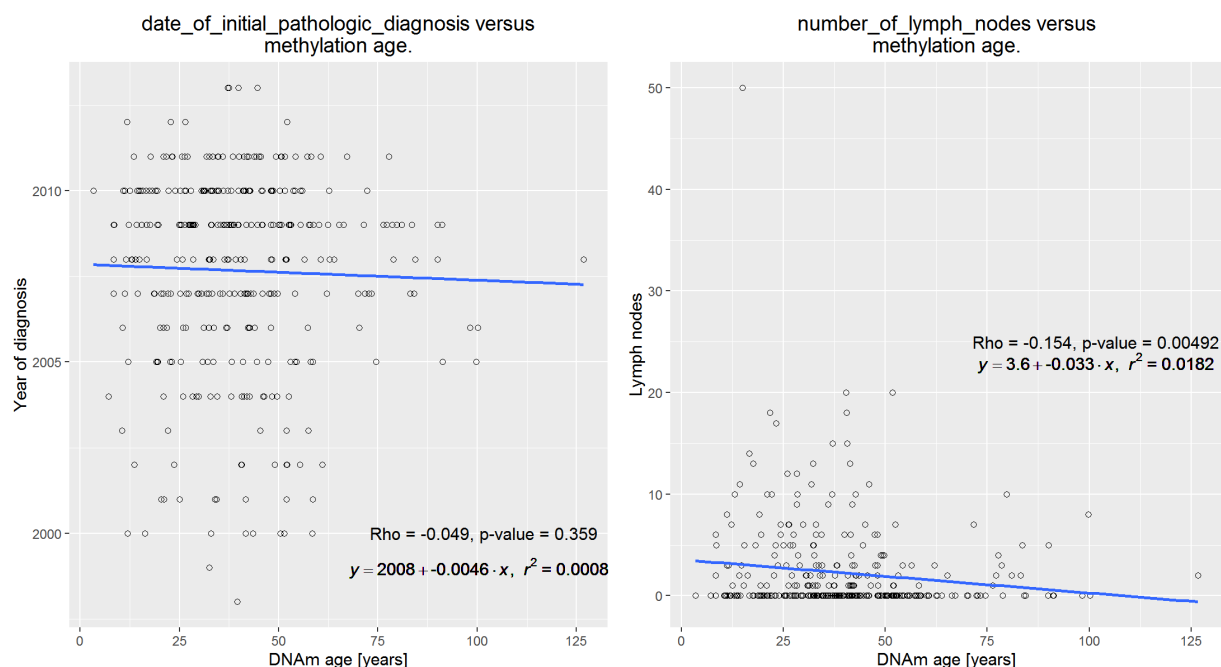 date_of_initial_pathologic_diagnosis versus
methylation age.
Year of diagnosis
2010
2005
2000
Rho = -0.049, p-value = 0.359
y = 2008 + -0.0046 · x, r² = 0.0008
0
25
50
75
100
125
DNAm age [years]
number_of_lymph_nodes versus
methylation age.
Lymph nodes
50
40
30
20
10
0
Rho = -0.154, p-value = 0.00492
y = 3.6 + -0.033 · x, r² = 0.0182
0
25
50
75
100
125
DNAm age [years]